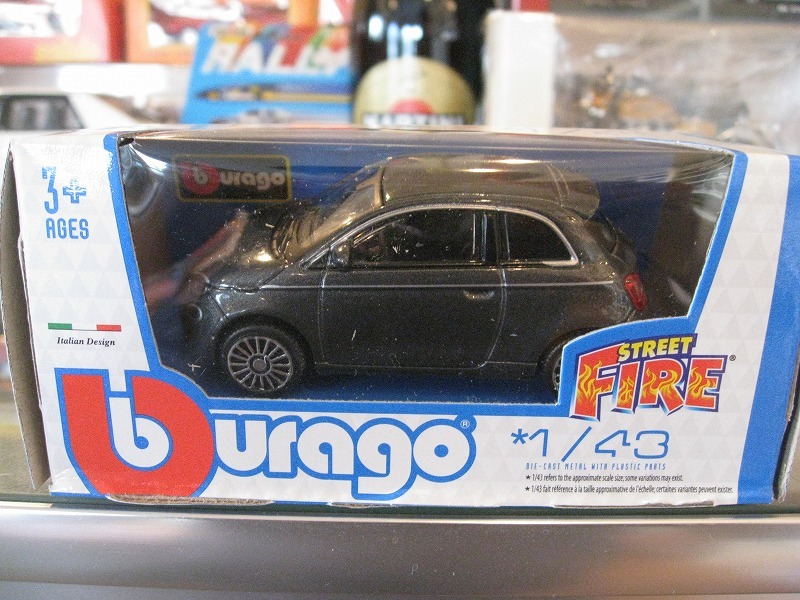 RALLY
MARTINI
burago
3+
AGES
Italian Design
STREET
FIRE®
burago®
*1/43
DIE-CAST METAL WITH PLASTIC PARTS
★ 1/43 refers to the approximate scale size; some variations may exist.
★ 1/43 fait référence à la taille approximative de l'échelle; certaines variantes peuvent exister.